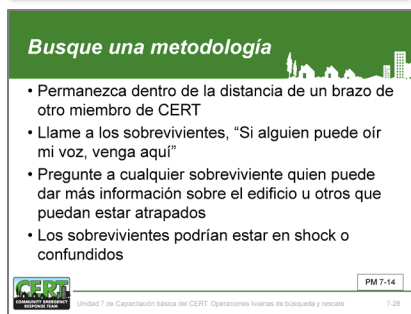 Busque una metodología
• Permanezca dentro de la distancia de un brazo de
otro miembro de CERT
• Llame a los sobrevivientes, “Si alguien puede oír
mi voz, venga aquí”
• Pregunte a cualquier sobreviviente quien puede
dar más información sobre el edificio u otros que
puedan estar atrapados
• Los sobrevivientes podrían estar en shock o
confundidos
PM 7-14
CERT
COMMUNITY EMERGENCY
RESPONSE TEAM
Unidad 7 de Capacitación básica del CERT: Operaciones livianas de búsqueda y rescate
7-28